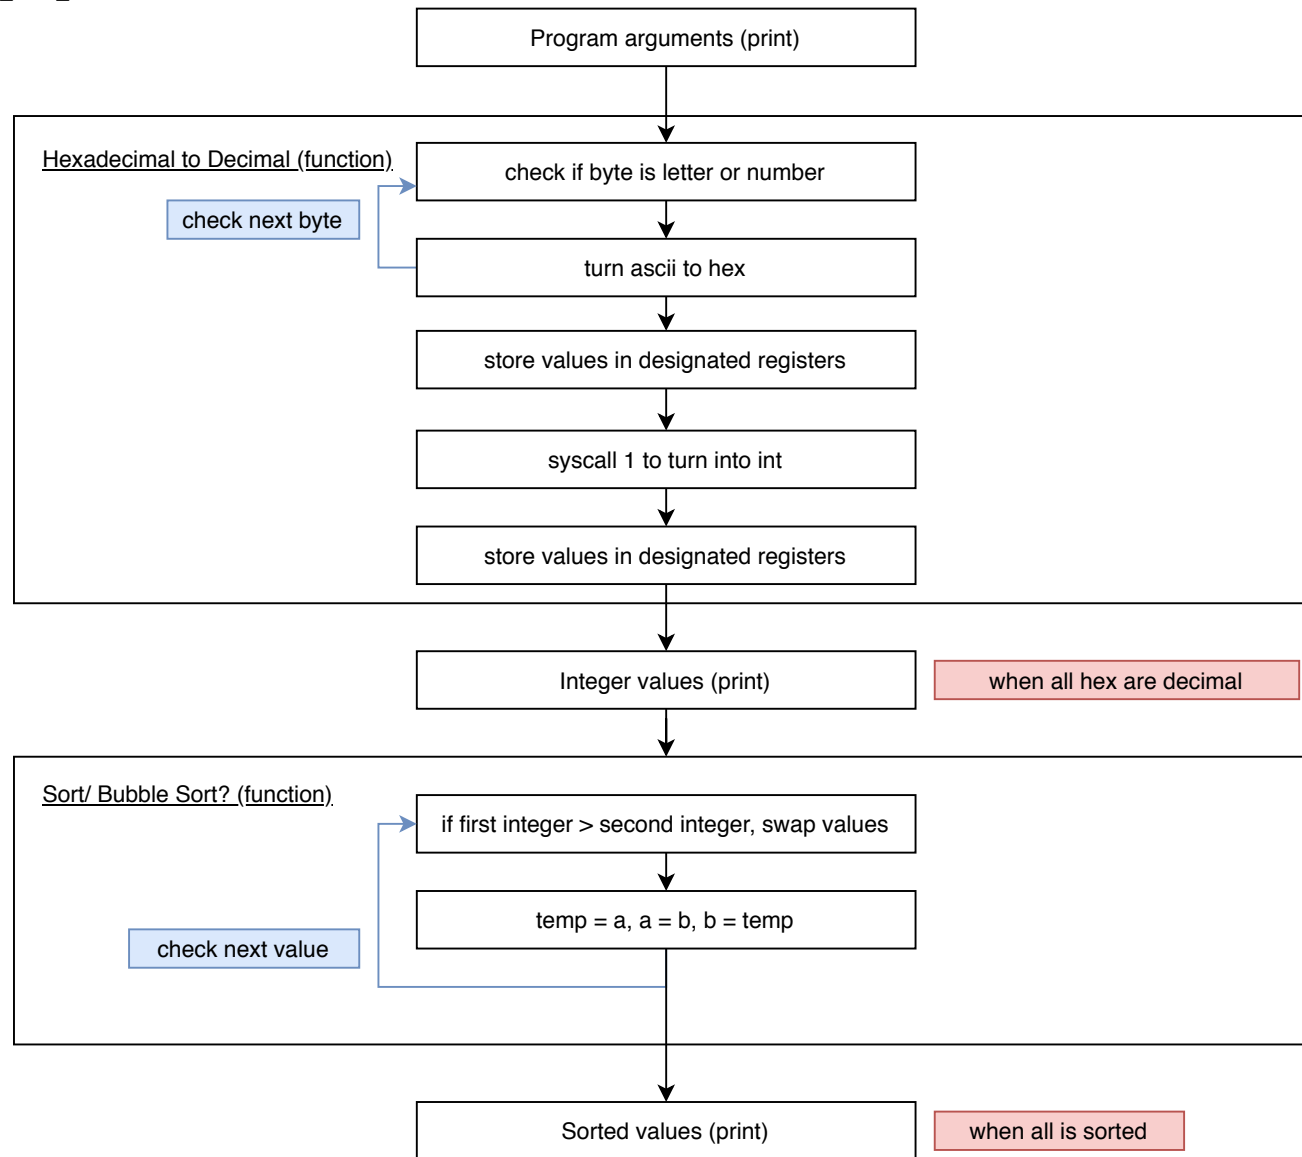 Program arguments (print)
Hexadecimal to Decimal (function)
check if byte is letter or number
check next byte
turn ascii to hex
store values in designated registers
syscall 1 to turn into int
store values in designated registers
Integer values (print)
when all hex are decimal
Sort/ Bubble Sort? (function)
if first integer > second integer, swap values
temp = a, a = b, b = temp
check next value
Sorted values (print)
when all is sorted